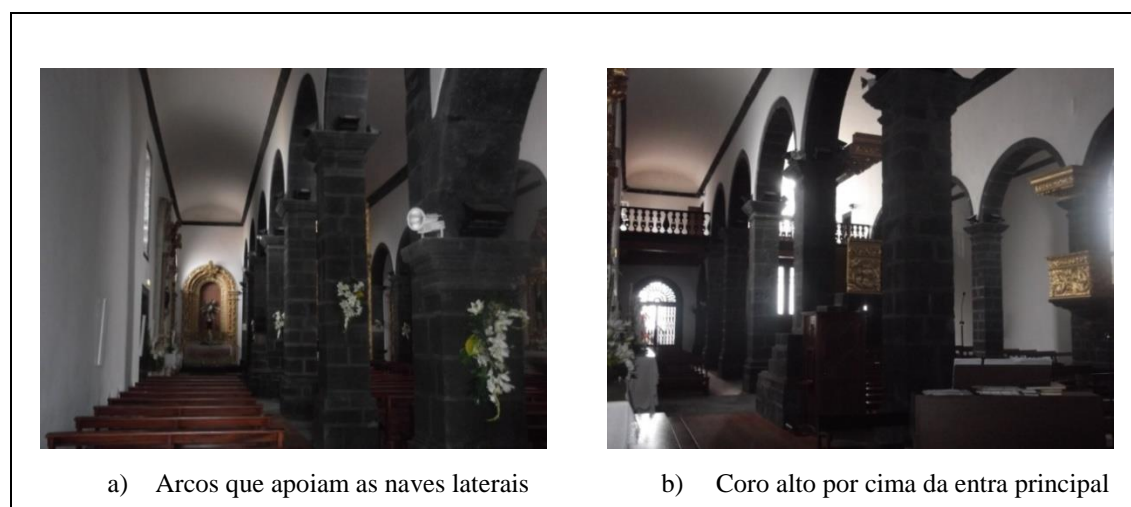 a) Arcos que apoiam as naves laterais
b) Coro alto por cima da entra principal